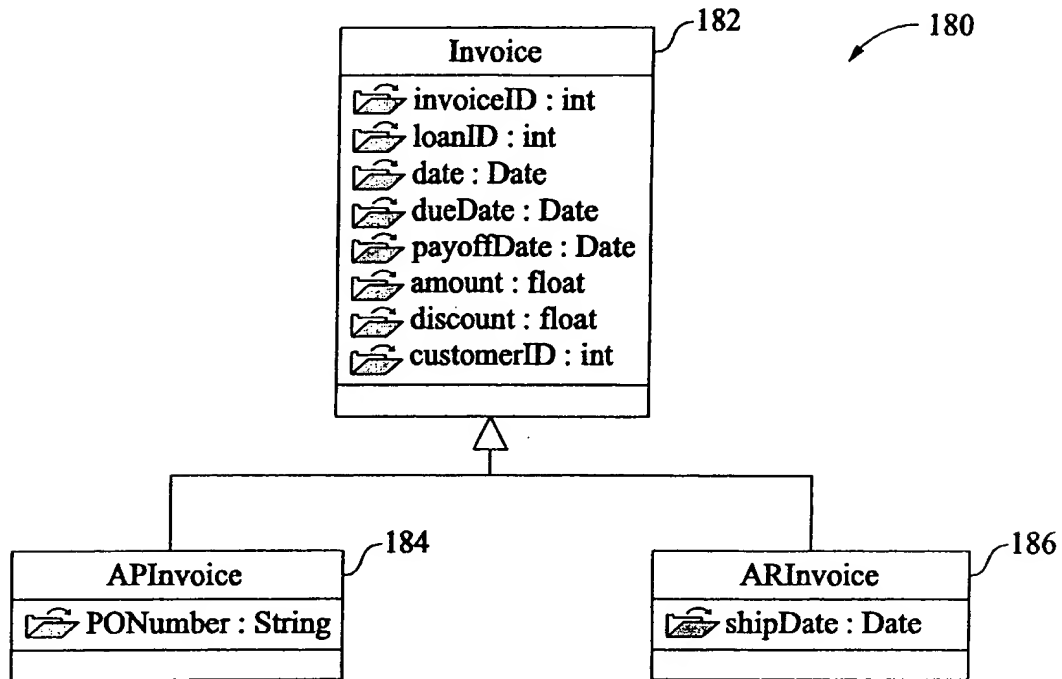 182
180
Invoice
invoiceID : int
loanID : int
date : Date
dueDate : Date
payoffDate : Date
amount : float
discount : float
customerID : int
184
186
APInvoice
ARInvoice
PONumber : String
shipDate : Date